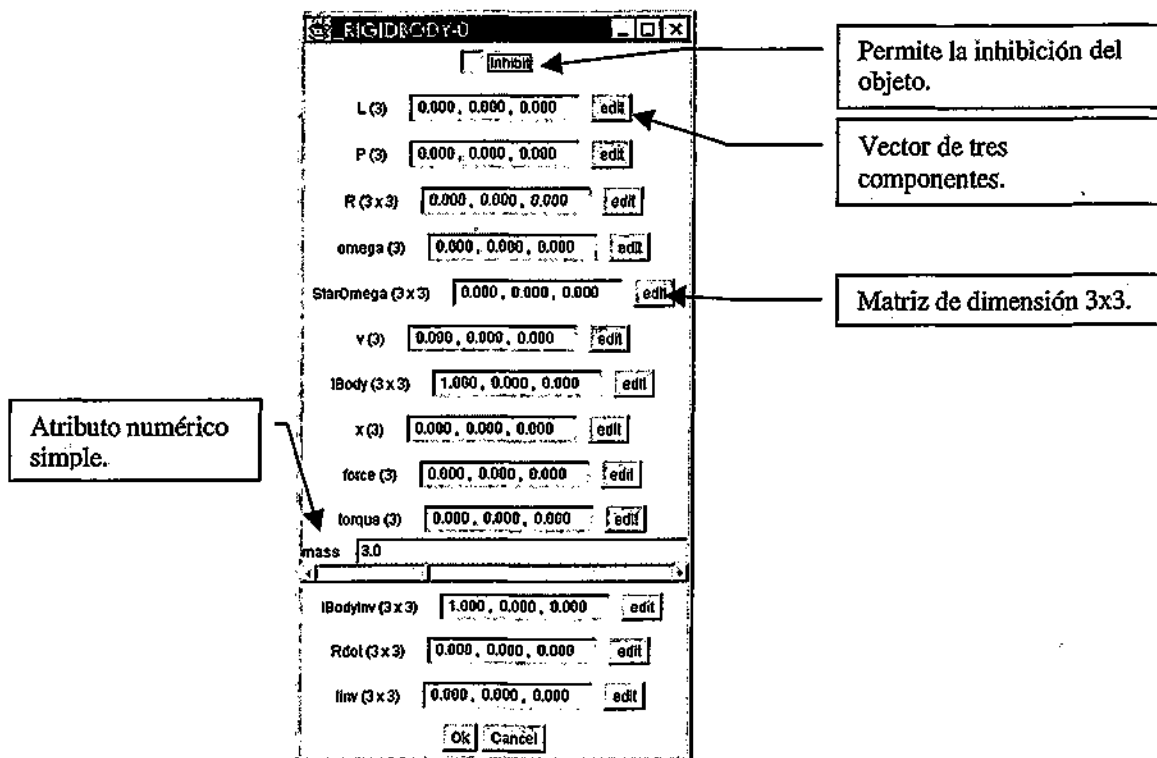 _RIGIDBODY-0
Inhibit
L (3) 0.000, 0.000, 0.000 edit
P (3) 0.000, 0.000, 0.000 edit
R (3 x 3) 0.000, 0.000, 0.000 edit
omega (3) 0.000, 0.000, 0.000 edit
StarOmega (3 x 3) 0.000, 0.000, 0.000 edit
v (3) 0.000, 0.000, 0.000 edit
IBody (3 x 3) 1.000, 0.000, 0.000 edit
x (3) 0.000, 0.000, 0.000 edit
force (3) 0.000, 0.000, 0.000 edit
torque (3) 0.000, 0.000, 0.000 edit
mass 3.0
IBodyInv (3 x 3) 1.000, 0.000, 0.000 edit
Rdot (3 x 3) 0.000, 0.000, 0.000 edit
Iinv (3 x 3) 0.000, 0.000, 0.000 edit
Ok Cancel
Permite la inhibición del
objeto.
Vector de tres
componentes.
Matriz de dimensión 3x3.
Atributo numérico
simple.